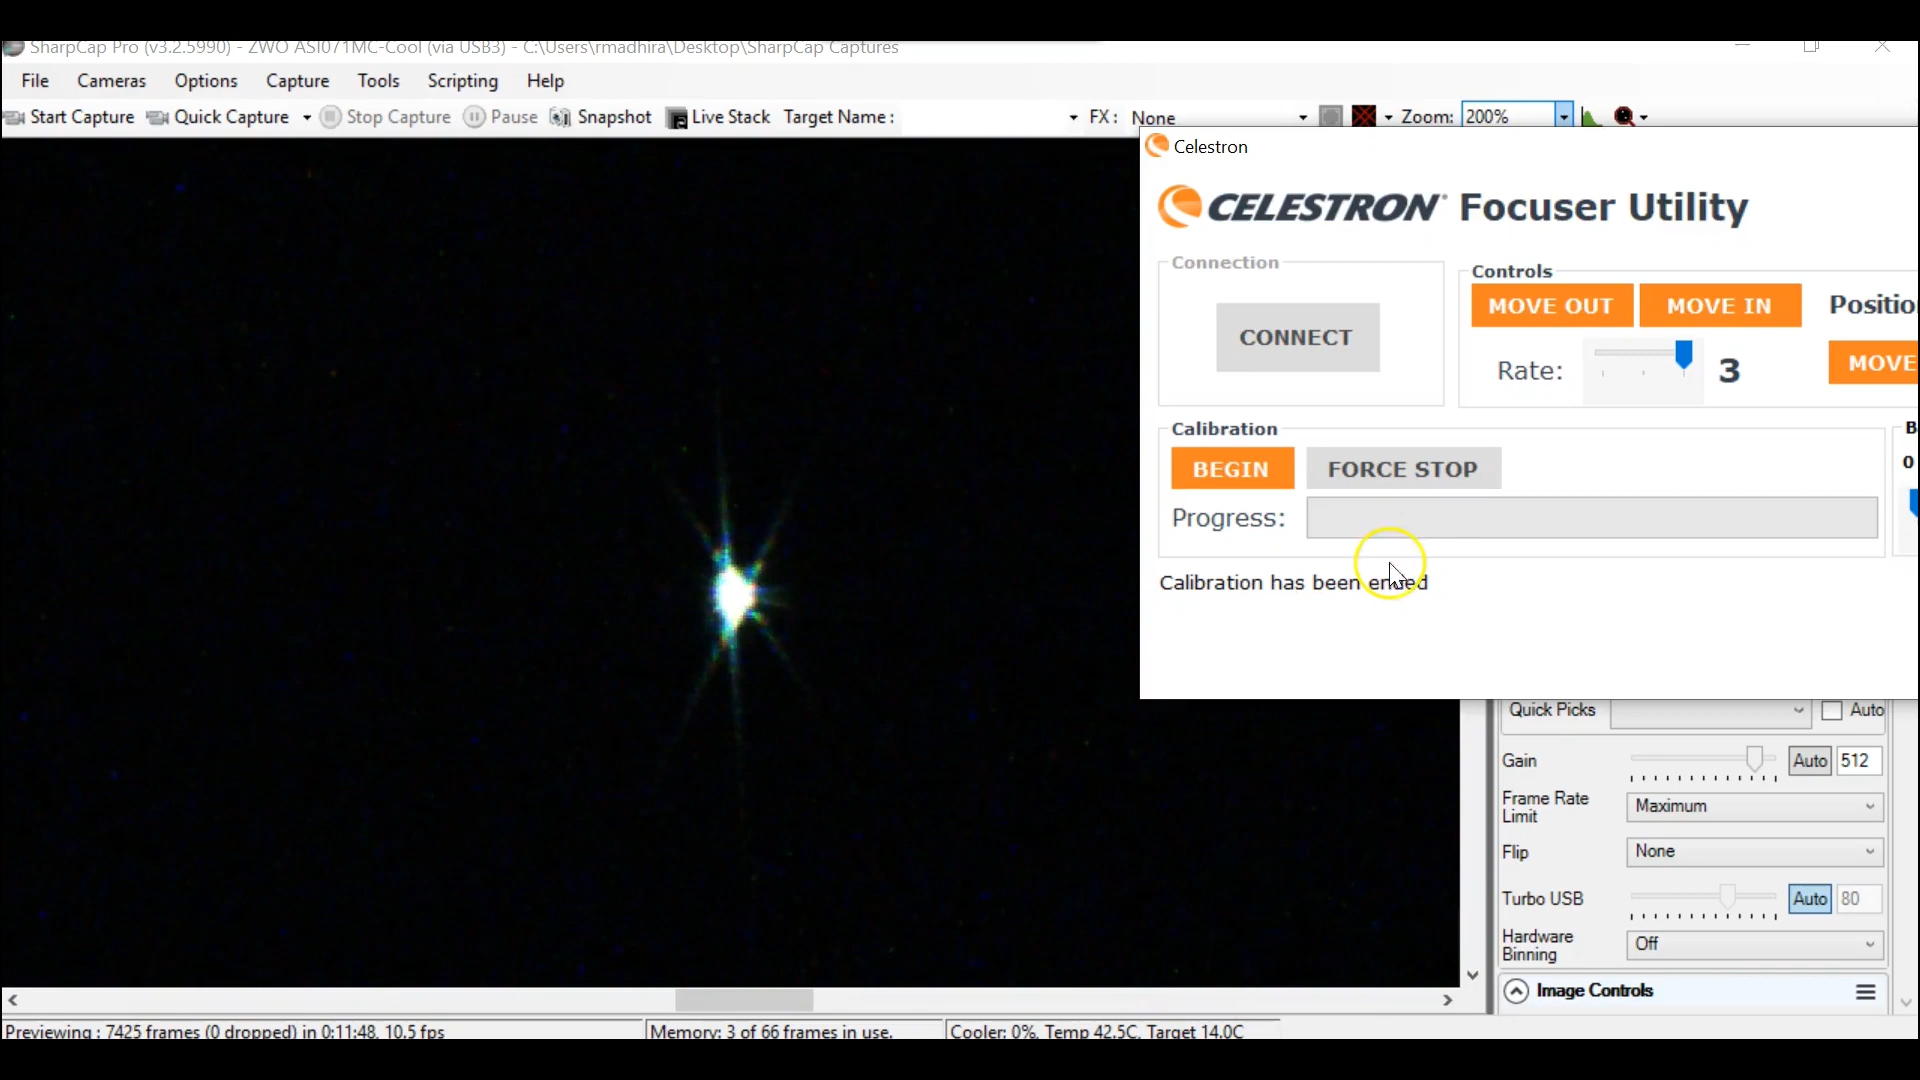 SharpCap Pro (v3.2.5990) - ZWO ASI071MC-Cool (via USB3) - C:\Users\rmadhira\Desktop\SharpCap Captures
File Cameras Options Capture Tools Scripting Help
Start Capture Quick Capture Stop Capture Pause Snapshot Live Stack Target Name : FX : None Zoom: 200%
Celestron
CELESTRON Focuser Utility
Connection
CONNECT
Controls
MOVE OUT MOVE IN Positio
Rate: 3 MOVE
Calibration
BEGIN FORCE STOP
B
0
Progress:
Calibration has been ended
Quick Picks Auto
Gain Auto 512
Frame Rate
Limit Maximum
Flip None
Turbo USB Auto 80
Hardware
Binning Off
Image Controls
Previewing : 7425 frames (0 dropped) in 0:11:48, 10.5 fps Memory: 3 of 66 frames in use. Cooler: 0%, Temp 42.5C, Target 14.0C